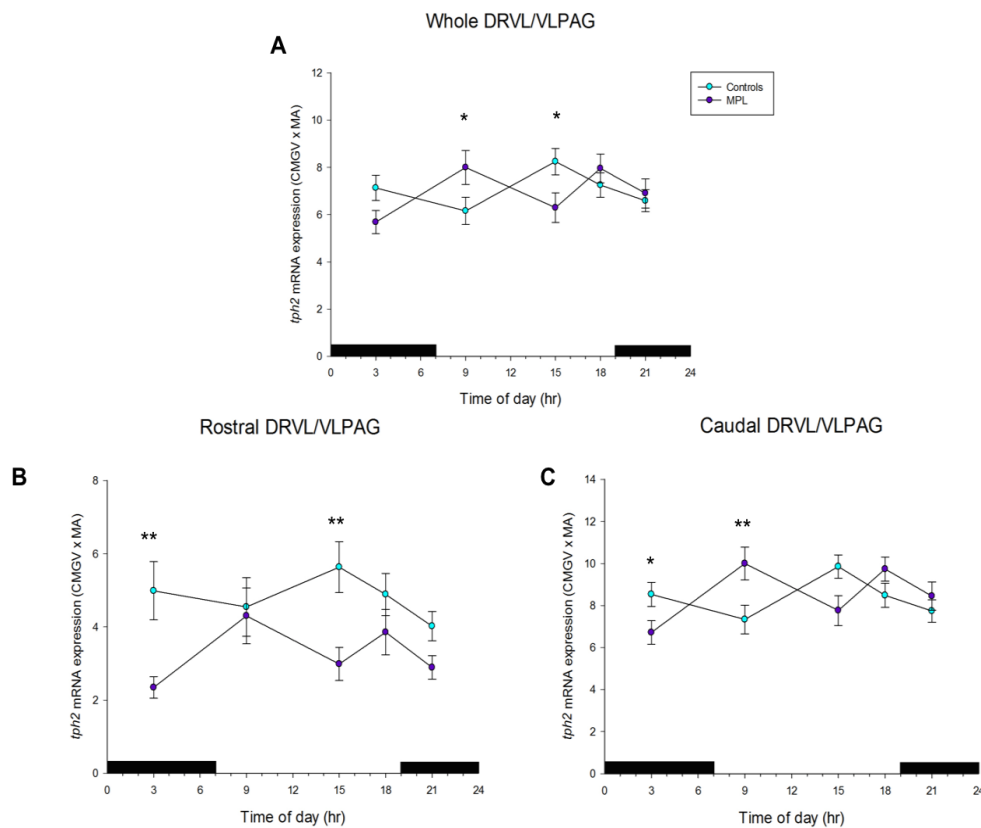 Whole DRVL/VLPAG
A
12
10
8
6
4
2
0
tph2 mRNA expression (CMGV x MA)
* *
Controls
MPL
0 3 6 9 12 15 18 21 24
Time of day (hr)
Rostral DRVL/VLPAG
B
8
6
4
2
0
tph2 mRNA expression (CMGV x MA)
** **
0 3 6 9 12 15 18 21 24
Time of day (hr)
Caudal DRVL/VLPAG
C
14
12
10
8
6
4
2
0
tph2 mRNA expression (CMGV x MA)
* **
0 3 6 9 12 15 18 21 24
Time of day (hr)